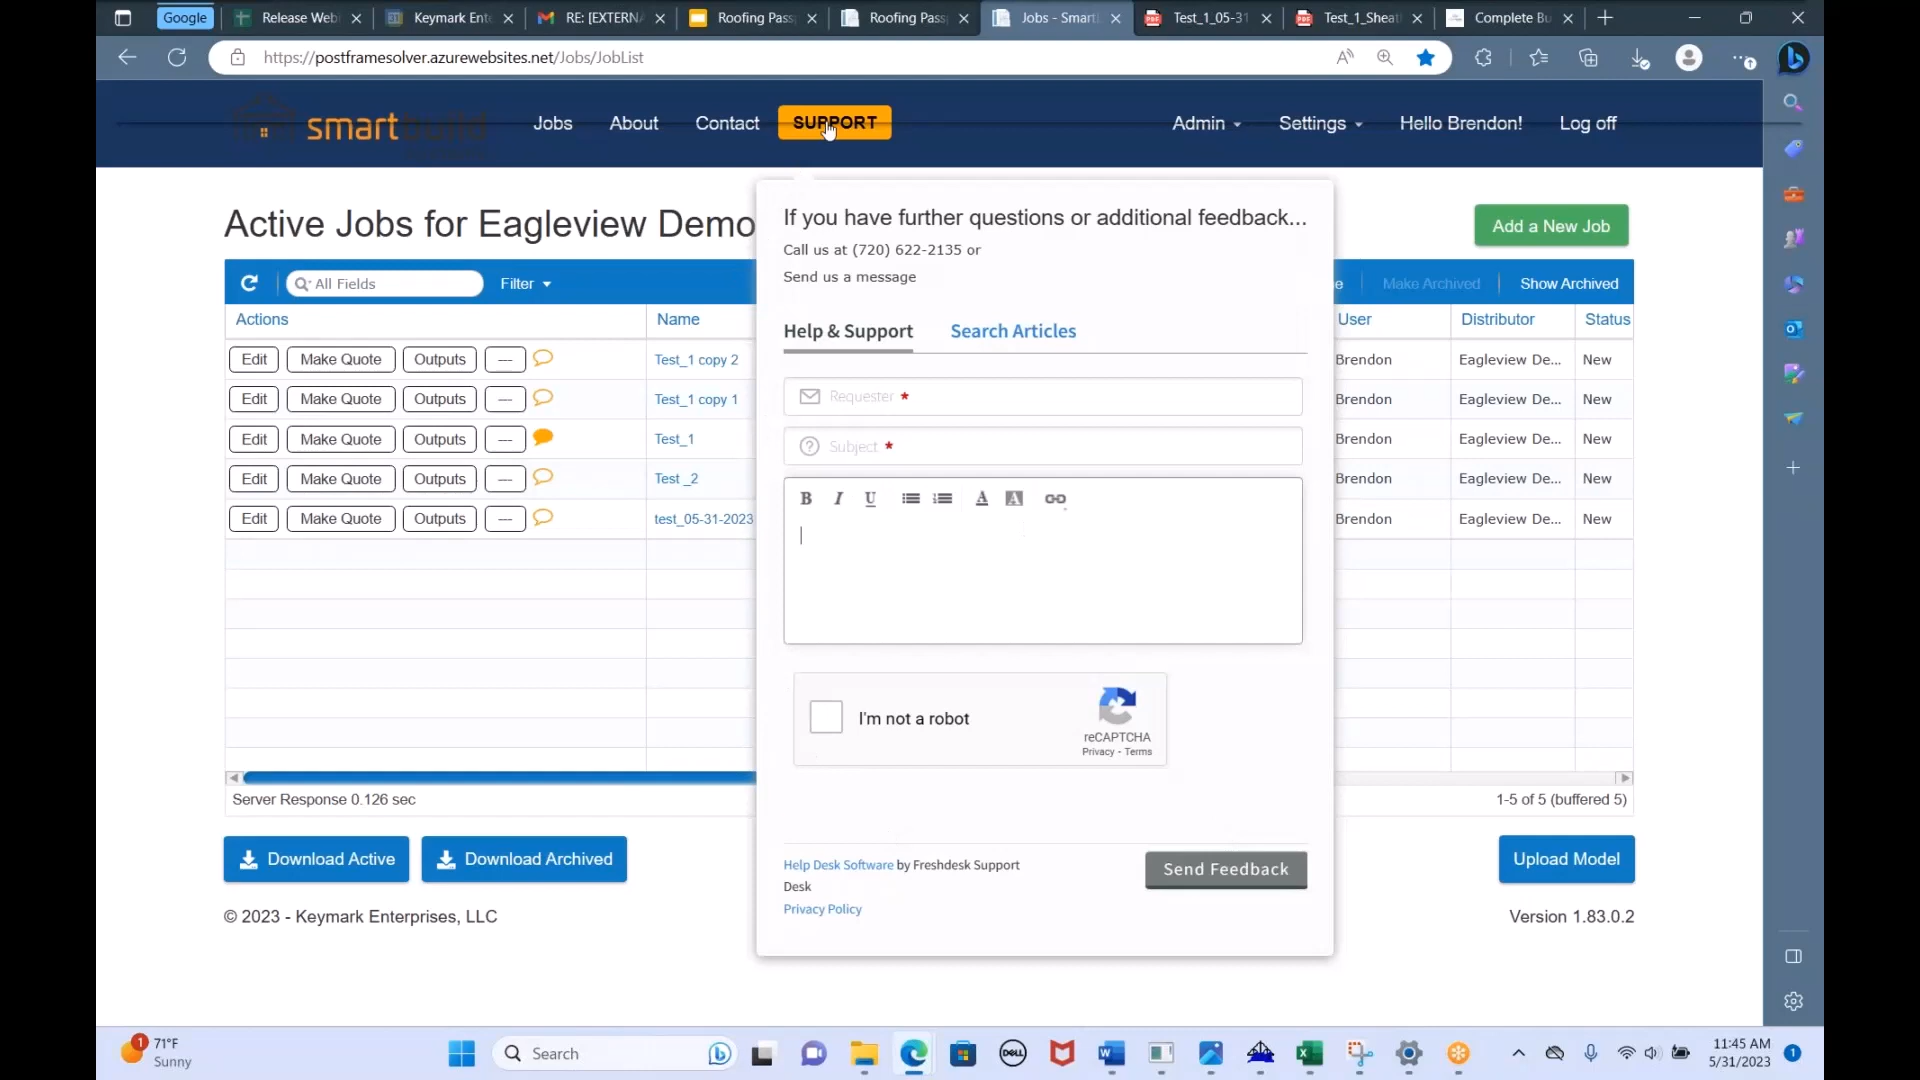 Google
Release Web
Keymark Ente
RE: [EXTERNA
Roofing Pass
Roofing Pass
Jobs - Smart
Test_1_05-31
Test_1_Sheat
Complete Bu
https://postframesolver.azurewebsites.net/Jobs/JobList
smartbuild
Jobs
About
Contact
SUPPORT
Admin
Settings
Hello Brendon!
Log off
Active Jobs for Eagleview Demo
Add a New Job
All Fields
Filter
e
Make Archived
Show Archived
Actions
Name
User
Distributor
Status
Edit Make Quote Outputs --- Test_1 copy 2 Brendon Eagleview De... New
Edit Make Quote Outputs --- Test_1 copy 1 Brendon Eagleview De... New
Edit Make Quote Outputs --- Test_1 Brendon Eagleview De... New
Edit Make Quote Outputs --- Test _2 Brendon Eagleview De... New
Edit Make Quote Outputs --- test_05-31-2023 Brendon Eagleview De... New
If you have further questions or additional feedback...
Call us at (720) 622-2135 or
Send us a message
Help & Support
Search Articles
Requester *
Subject *
B I U A A
I'm not a robot
reCAPTCHA
Privacy - Terms
Help Desk Software by Freshdesk Support
Desk
Privacy Policy
Send Feedback
Server Response 0.126 sec
1-5 of 5 (buffered 5)
Download Active
Download Archived
Upload Model
© 2023 - Keymark Enterprises, LLC
Version 1.83.0.2
1
71°F
Sunny
Search
DELL
11:45 AM
5/31/2023
1